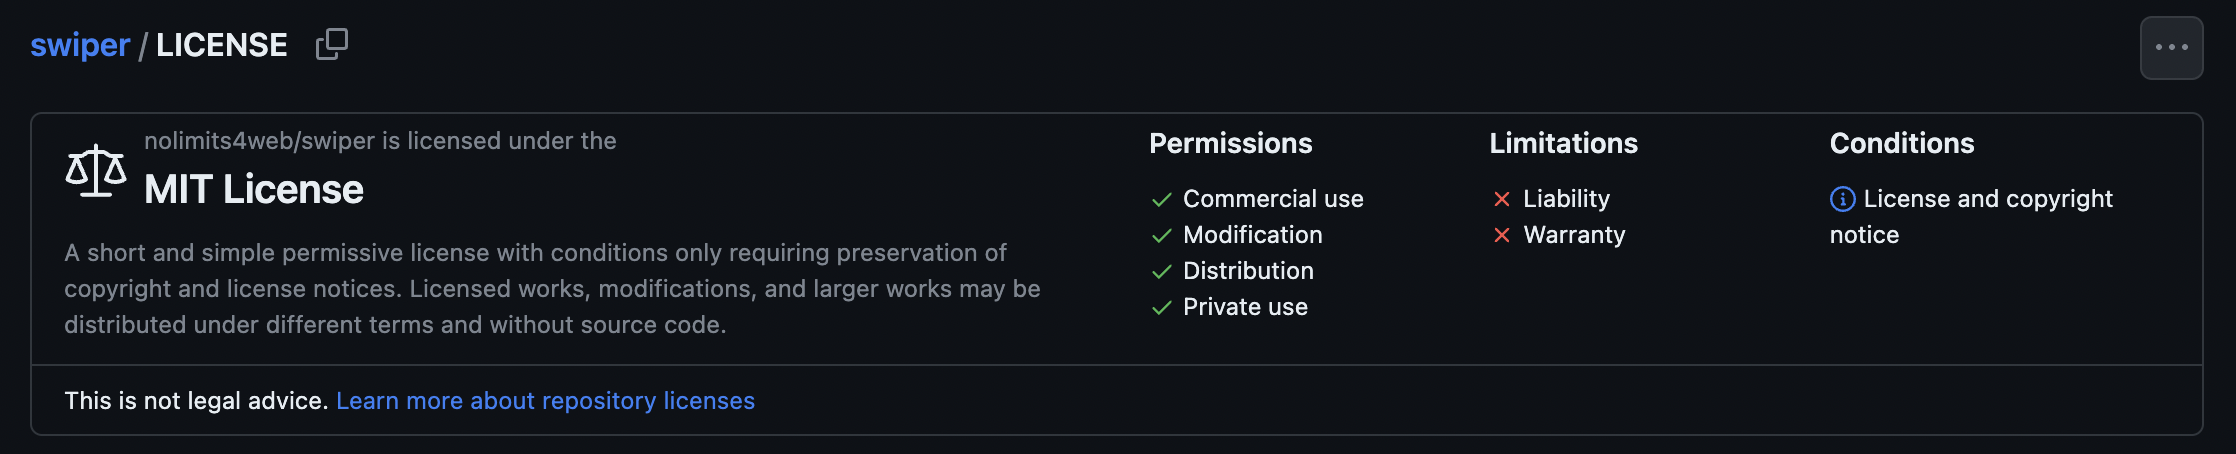 swiper / LICENSE
nolimits4web/swiper is licensed under the
MIT License
A short and simple permissive license with conditions only requiring preservation of
copyright and license notices. Licensed works, modifications, and larger works may be
distributed under different terms and without source code.
Permissions
Commercial use
Modification
Distribution
Private use
Limitations
Liability
Warranty
Conditions
License and copyright
notice
This is not legal advice. Learn more about repository licenses